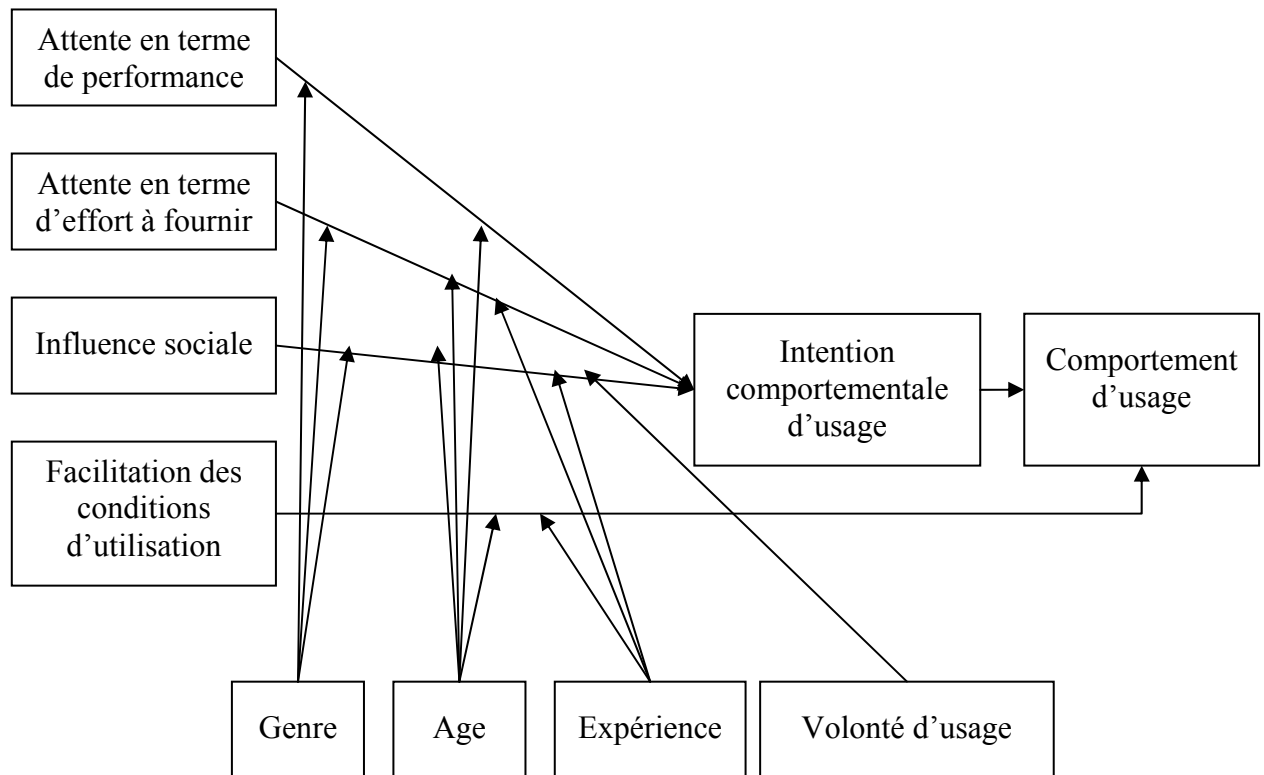 Attente en terme
de performance
Attente en terme
d’effort à fournir
Influence sociale
Facilitation des
conditions
d’utilisation
Intention
comportementale
d’usage
Comportement
d’usage
Genre
Age
Expérience
Volonté d’usage